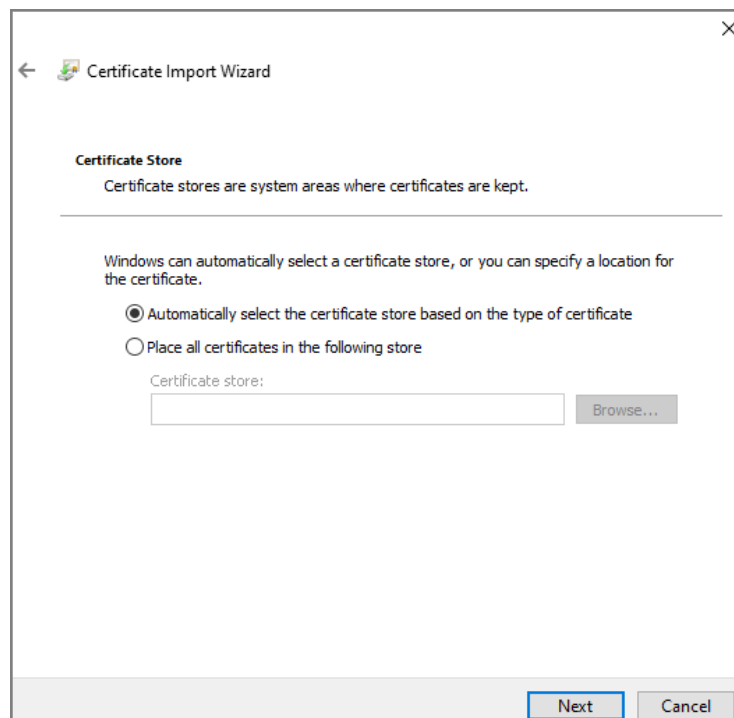 Certificate Import Wizard
Certificate Store
Certificate stores are system areas where certificates are kept.
Windows can automatically select a certificate store, or you can specify a location for
the certificate.
Automatically select the certificate store based on the type of certificate
Place all certificates in the following store
Certificate store:
Browse...
Next Cancel